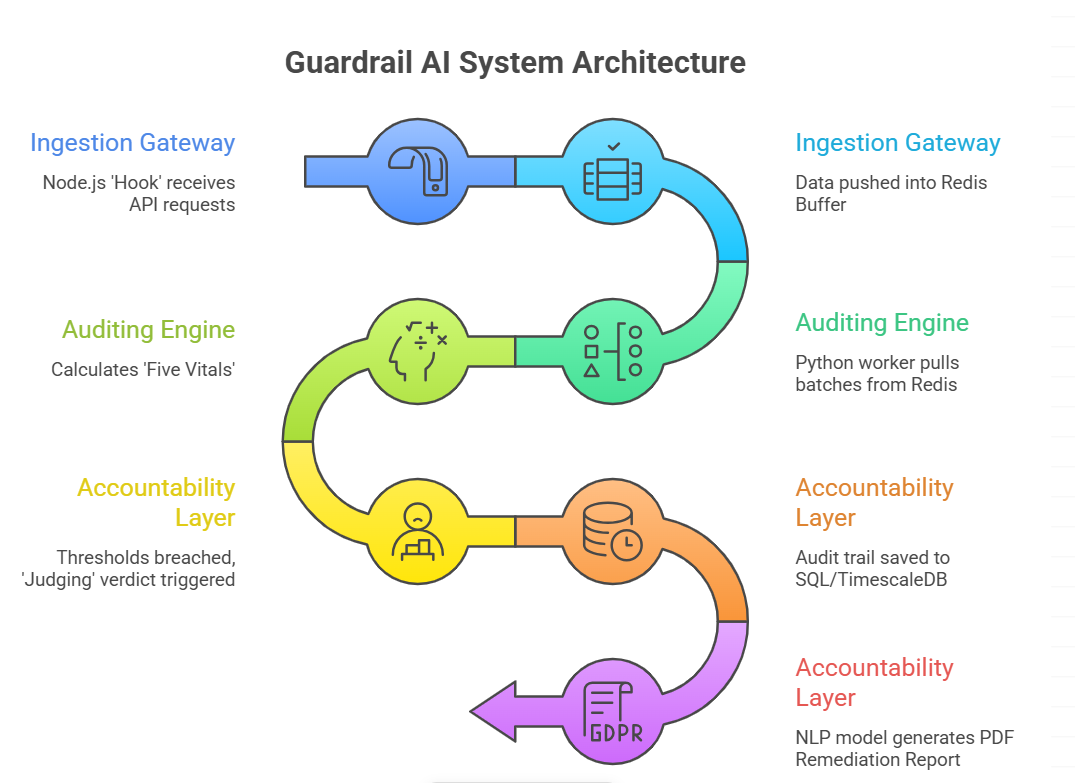 Guardrail AI System Architecture
Ingestion Gateway
Node.js 'Hook' receives
API requests
Ingestion Gateway
Data pushed into Redis
Buffer
Auditing Engine
Calculates 'Five Vitals'
Auditing Engine
Python worker pulls
batches from Redis
Accountability
Layer
Thresholds breached,
'Judging' verdict triggered
Accountability
Layer
Audit trail saved to
SQL/TimescaleDB
GDPR
Accountability
Layer
NLP model generates PDF
Remediation Report